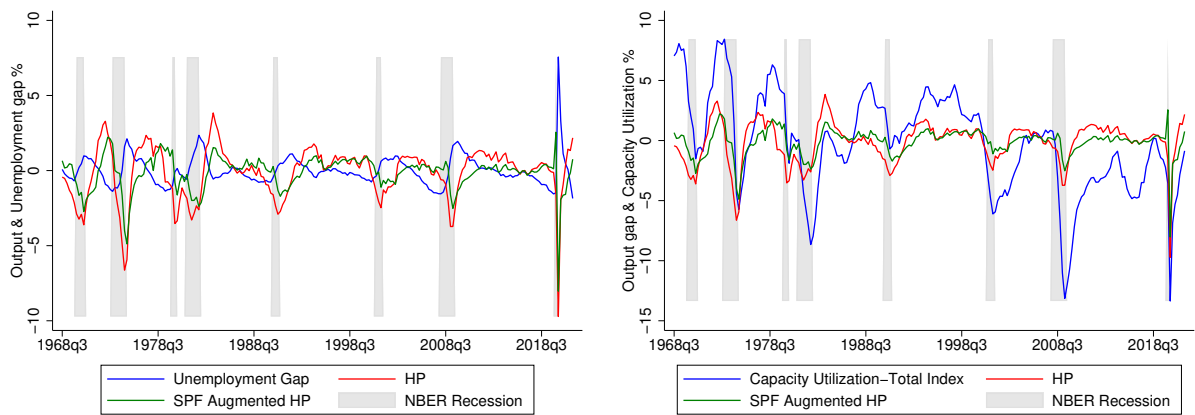 Output & Unemployment gap %
10
5
0
−5
−10
1968q3 1978q3 1988q3 1998q3 2008q3 2018q3
Unemployment Gap HP
SPF Augmented HP NBER Recession
Output gap & Capacity Utilization %
10
5
0
−5
−10
−15
1968q3 1978q3 1988q3 1998q3 2008q3 2018q3
Capacity Utilization−Total Index HP
SPF Augmented HP NBER Recession